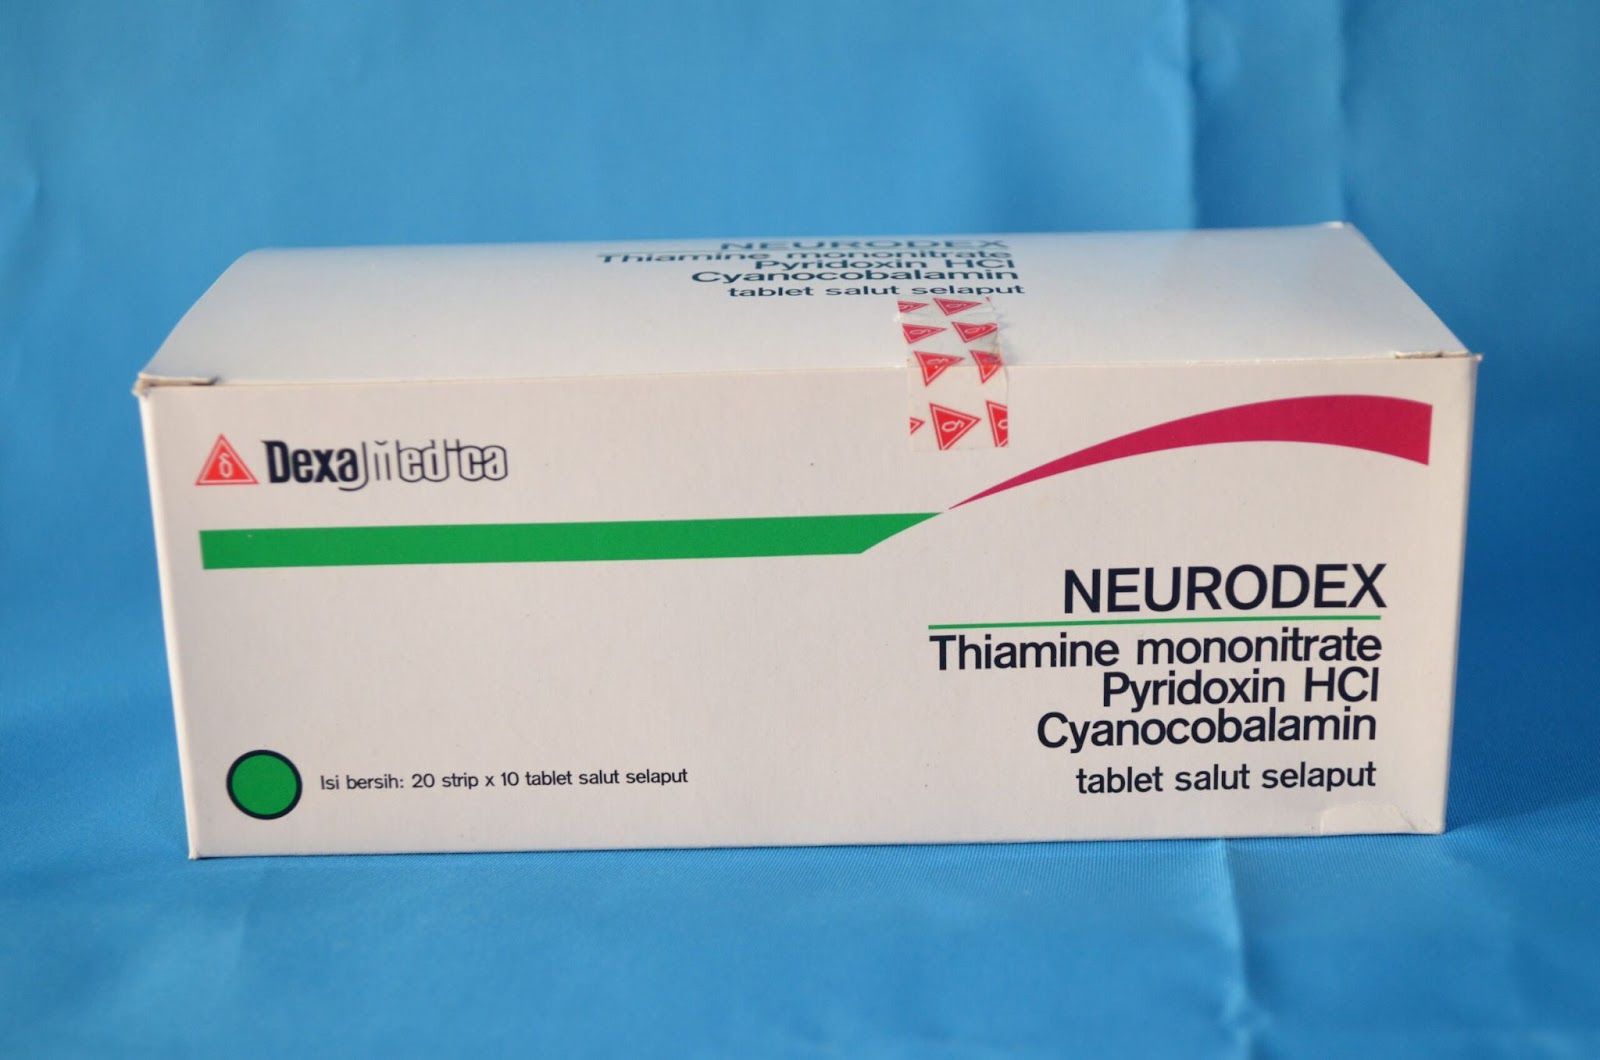 NEURODEX
Thiamine mononitrate
Pyridoxin HCl
Cyanocobalamin
tablet salut selaput
δ Dexa Medica
NEURODEX
Thiamine mononitrate
Pyridoxin HCl
Cyanocobalamin
tablet salut selaput
Isi bersih: 20 strip x 10 tablet salut selaput